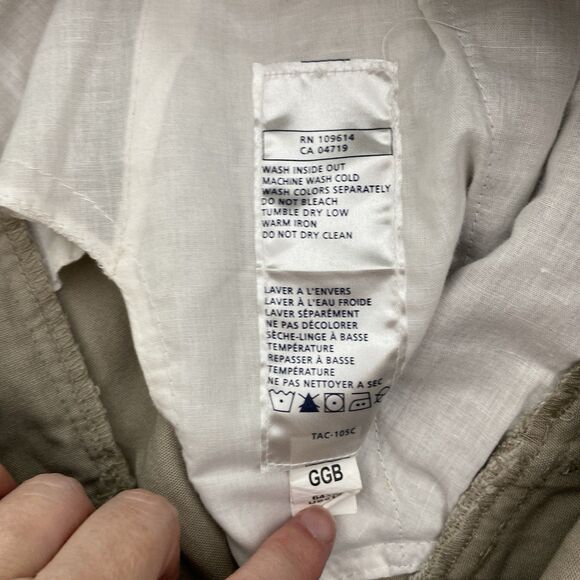 RN 109614
CA 04719
WASH INSIDE OUT
MACHINE WASH COLD
WASH COLORS SEPARATELY
DO NOT BLEACH
TUMBLE DRY LOW
WARM IRON
DO NOT DRY CLEAN
LAVER A L'ENVERS
LAVER À L'EAU FROIDE
LAVER SÉPARÉMENT
NE PAS DÉCOLORER
SÈCHE-LINGE À BASSE
TEMPÉRATURE
REPASSER À BASSE
TEMPÉRATURE
NE PAS NETTOYER A SEC
TAC-105C
GGB